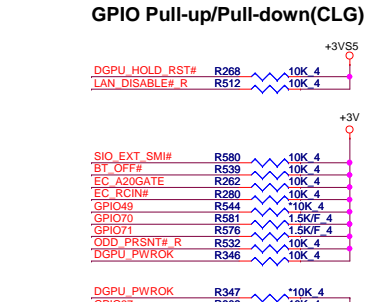 GPIO Pull-up/Pull-down(CLG)
+3VS5
DGPU_HOLD_RST# R268 10K_4
LAN_DISABLE#_R R512 10K_4
+3V
SIO_EXT_SMI# R580 10K_4
BT_OFF# R539 10K_4
EC_A20GATE R262 10K_4
EC_RCIN# R280 10K_4
GPIO49 R544 *10K_4
GPIO70 R581 1.5K/F_4
GPIO71 R576 1.5K/F_4
ODD_PRSNT#_R R532 10K_4
DGPU_PWROK R346 10K_4
DGPU_PWROK R347 *10K_4